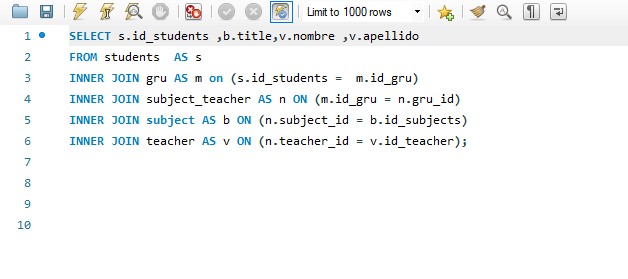 Limit to 1000 rows
1 SELECT s.id_students ,b.title,v.nombre ,v.apellido
2 FROM students  AS s
3 INNER JOIN gru AS m on (s.id_students =  m.id_gru)
4 INNER JOIN subject_teacher AS n ON (m.id_gru = n.gru_id)
5 INNER JOIN subject AS b ON (n.subject_id = b.id_subjects)
6 INNER JOIN teacher AS v ON (n.teacher_id = v.id_teacher);
7
8
9
10